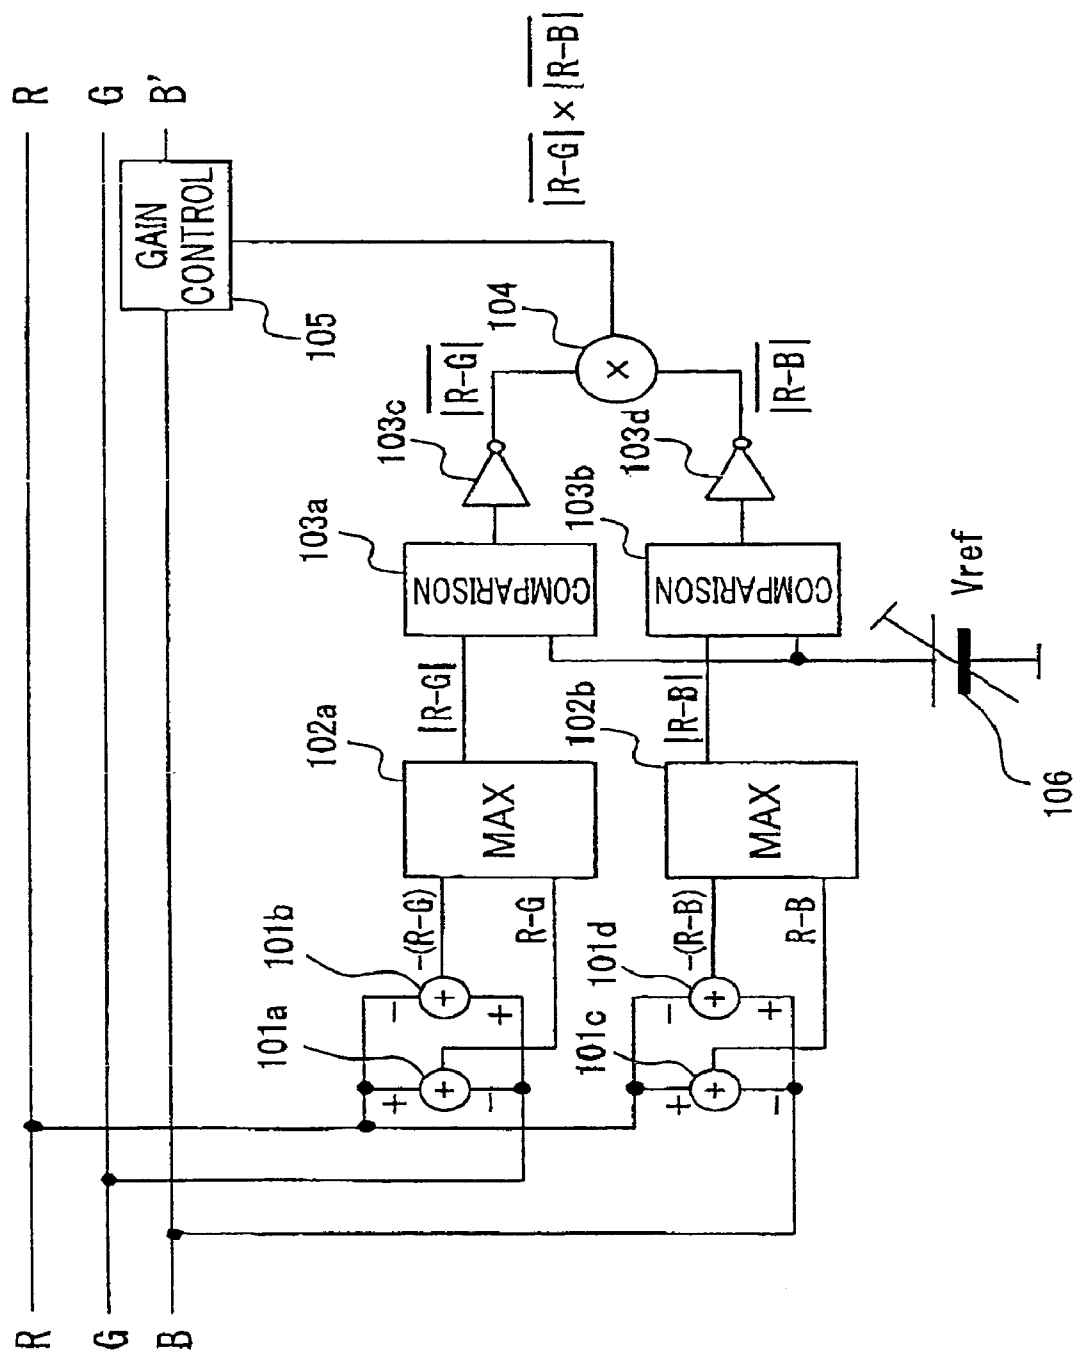 R
G
B'
R
G
B
GAIN
CONTROL
105
|R-G| × |R-B|
104
|R-G|
|R-B|
103c
103d
103a
103b
COMPARISON
COMPARISON
Vref
106
|R-G|
|R-B|
102a
102b
MAX
MAX
-(R-G)
R-G
-(R-B)
R-B
101b
101a
101d
101c
+
+
-
+
+
-
+
+
-
+
+
-
×